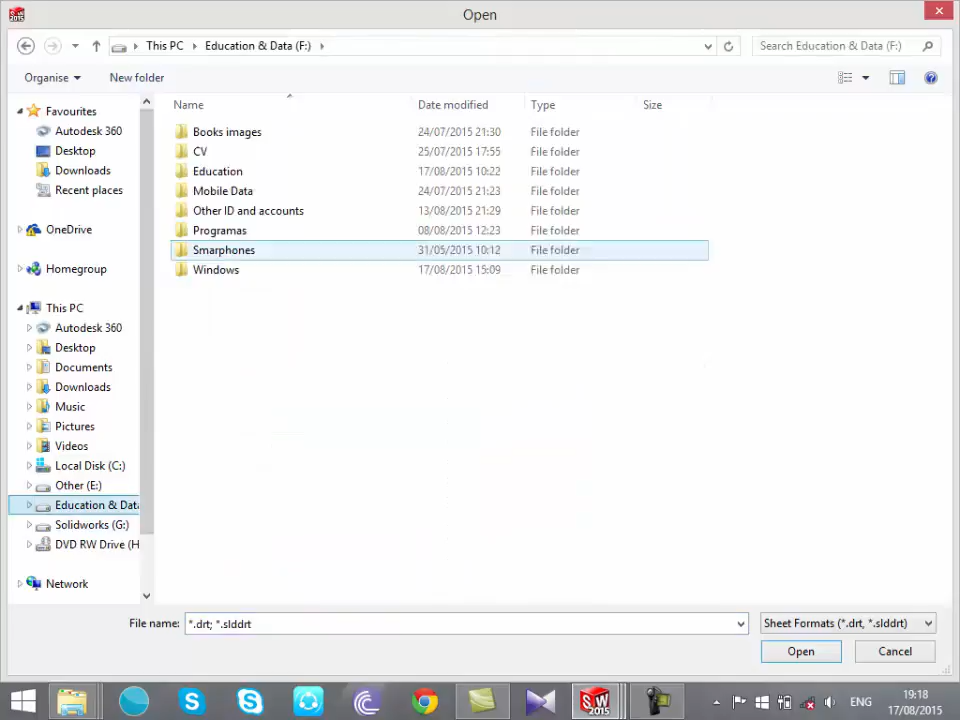 SW 2015
Open
This PC
Education & Data (F:)
Search Education & Data (F:)
Organise
New folder
Name
Date modified
Type
Size
Favourites
Autodesk 360
Desktop
Downloads
Recent places
OneDrive
Homegroup
This PC
Autodesk 360
Desktop
Documents
Downloads
Music
Pictures
Videos
Local Disk (C:)
Other (E:)
Education & Data
Solidworks (G:)
DVD RW Drive (H
Network
Books images 24/07/2015 21:30 File folder
CV 25/07/2015 17:55 File folder
Education 17/08/2015 10:22 File folder
Mobile Data 24/07/2015 21:23 File folder
Other ID and accounts 13/08/2015 21:29 File folder
Programas 08/08/2015 12:23 File folder
Smarphones 31/05/2015 10:12 File folder
Windows 17/08/2015 15:09 File folder
File name: *.drt; *.slddrt
Sheet Formats (*.drt, *.slddrt)
Open
Cancel
SW 2015
ENG
19:18
17/08/2015